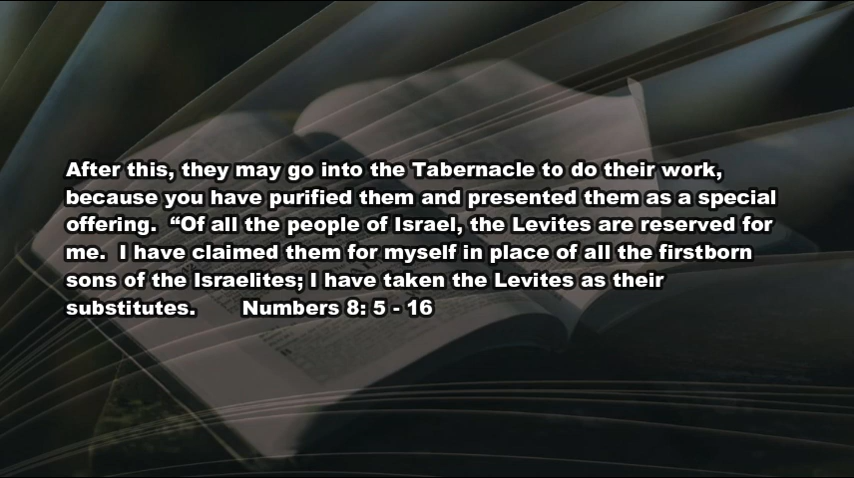 After this, they may go into the Tabernacle to do their work,
because you have purified them and presented them as a special
offering.  “Of all the people of Israel, the Levites are reserved for
me.  I have claimed them for myself in place of all the firstborn
sons of the Israelites; I have taken the Levites as their
substitutes.       Numbers 8: 5 - 16